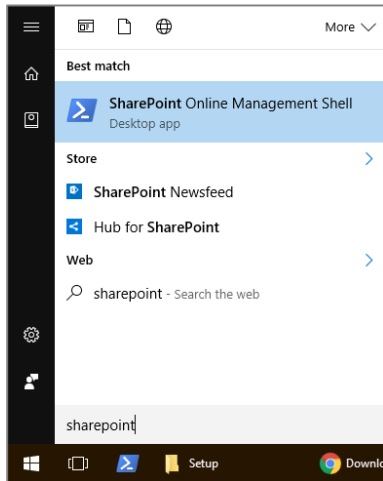 More
Best match
SharePoint Online Management Shell
Desktop app
Store
SharePoint Newsfeed
Hub for SharePoint
Web
sharepoint - Search the web
sharepoint
Setup
Downlo